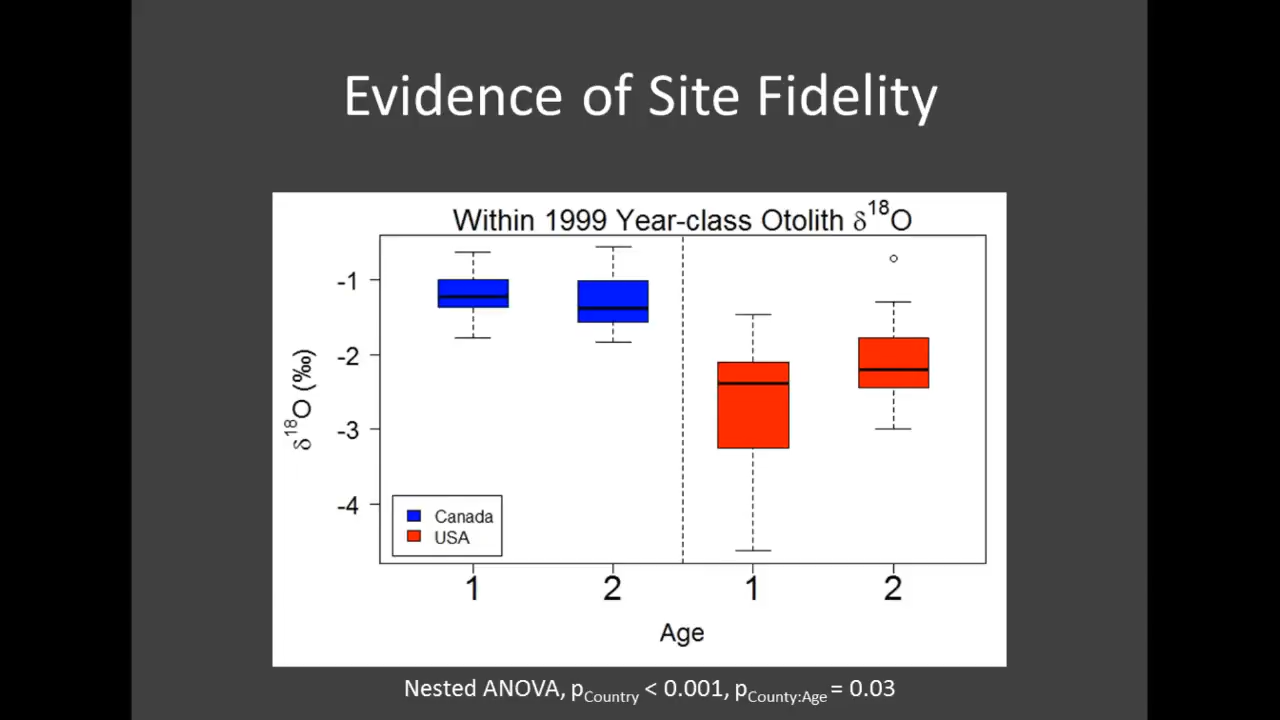 Evidence of Site Fidelity
Within 1999 Year-class Otolith δ¹⁸O
-1
-2
-3
-4
δ¹⁸O (‰)
Canada
USA
1 2 1 2
Age
Nested ANOVA, pCountry < 0.001, pCounty:Age = 0.03